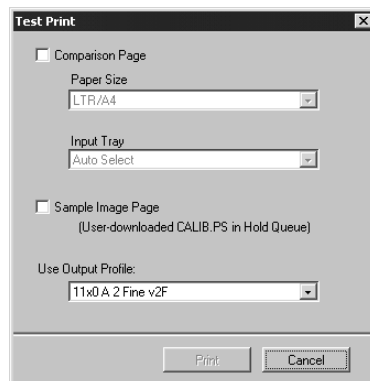 Test Print
Comparison Page
Paper Size
LTR/A4
Input Tray
Auto Select
Sample Image Page
(User-downloaded CALIB.PS in Hold Queue)
Use Output Profile:
11x0 A 2 Fine v2F
Print
Cancel